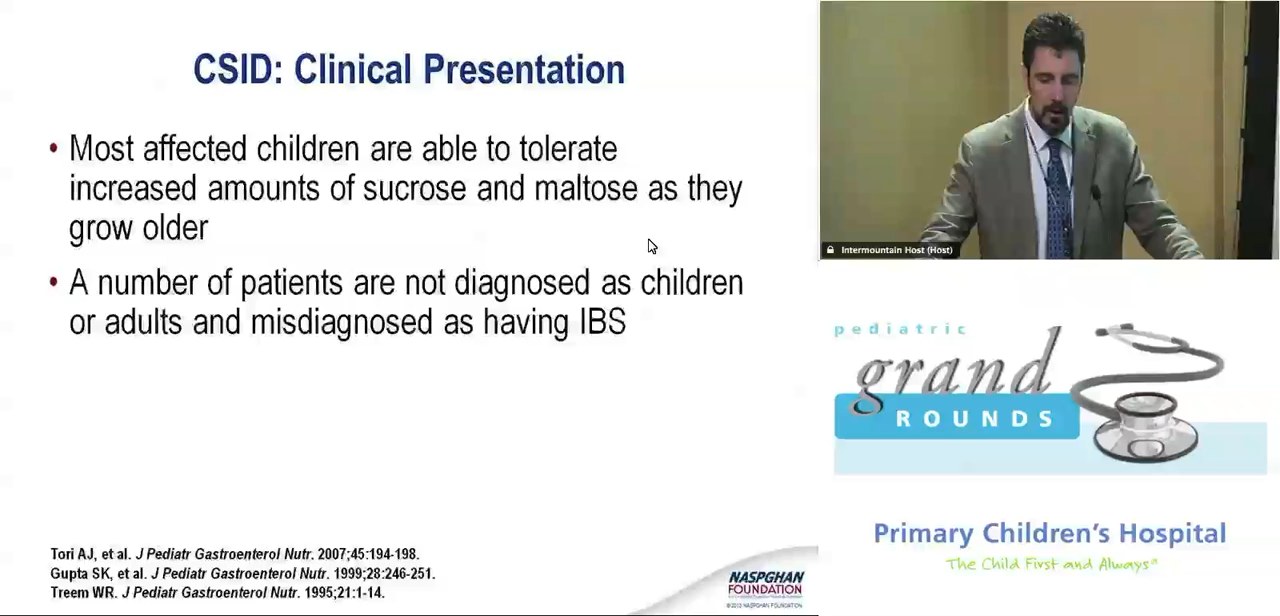 CSID: Clinical Presentation
• Most affected children are able to tolerate
increased amounts of sucrose and maltose as they
grow older
• A number of patients are not diagnosed as children
or adults and misdiagnosed as having IBS
Tori AJ, et al. J Pediatr Gastroenterol Nutr. 2007;45:194-198.
Gupta SK, et al. J Pediatr Gastroenterol Nutr. 1999;28:246-251.
Treem WR. J Pediatr Gastroenterol Nutr. 1995;21:1-14.
NASPGHAN
FOUNDATION
Intermountain Host (Host)
pediatric
grand
ROUNDS
Primary Children's Hospital
The Child First and Always®